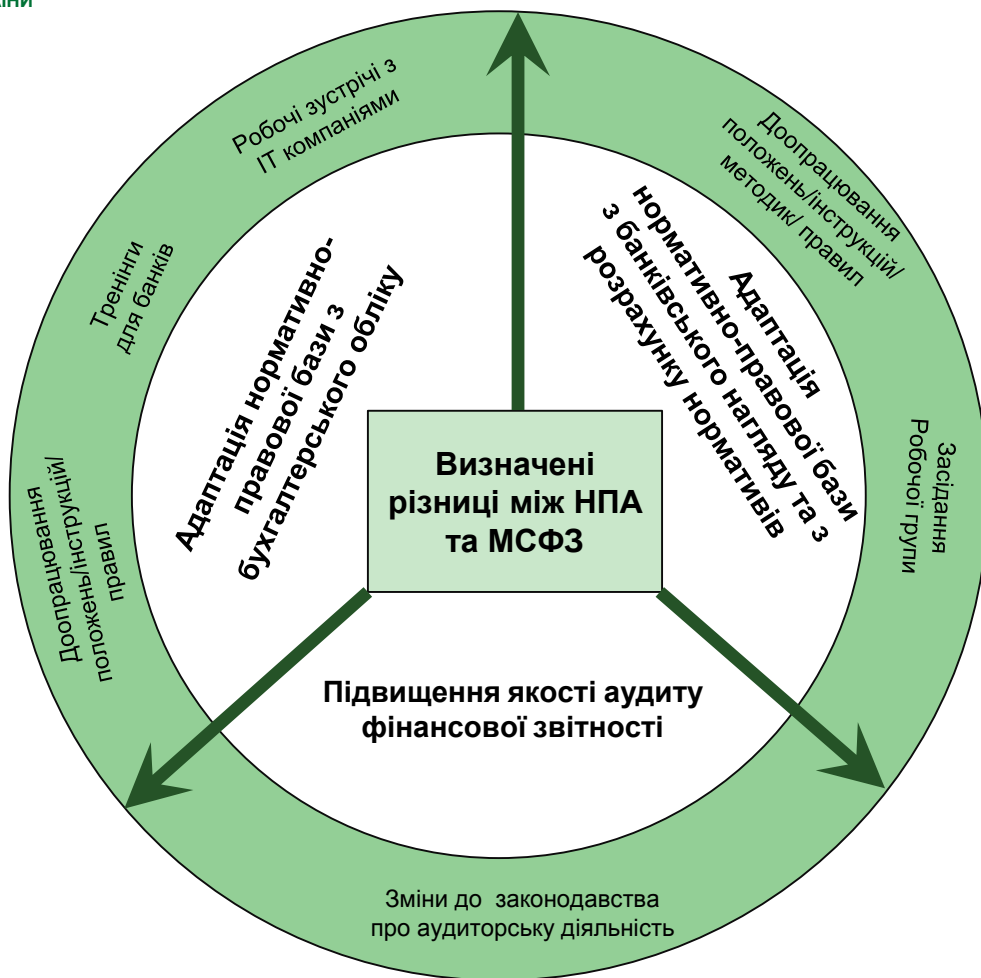 Робочі зустрічі з
ІТ компаніями
Тренінги
для банків
Доопрацювання
положень/інструкцій/
правил
Адаптація нормативно-
правової бази з
бухгалтерського обліку
Доопрацювання
положень/інструкцій/
методик/ правил
Засідання
Робочої групи
Адаптація
нормативно-правової бази
з банківського нагляду та з
розрахунку нормативів
Визначені
різниці між НПА
та МСФЗ
Підвищення якості аудиту
фінансової звітності
Зміни до законодавства
про аудиторську діяльність